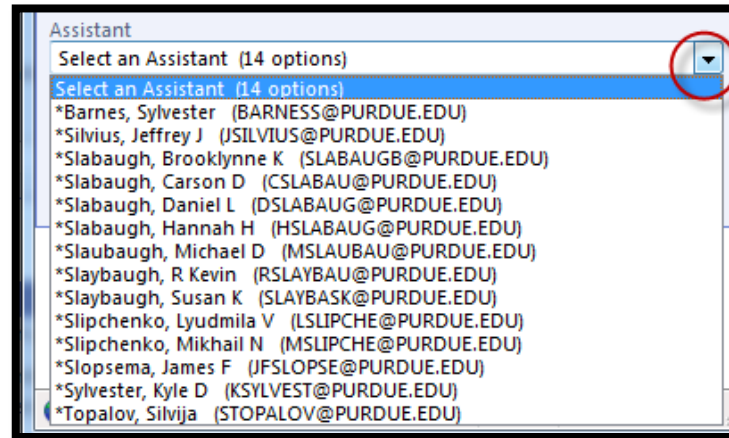 Assistant
Select an Assistant (14 options)
Select an Assistant (14 options)
*Barnes, Sylvester (BARNESS@PURDUE.EDU)
*Silvius, Jeffrey J (JSILVIUS@PURDUE.EDU)
*Slabaugh, Brooklynne K (SLABAUGB@PURDUE.EDU)
*Slabaugh, Carson D (CSLABAU@PURDUE.EDU)
*Slabaugh, Daniel L (DSLABAUG@PURDUE.EDU)
*Slabaugh, Hannah H (HSLABAUG@PURDUE.EDU)
*Slaubaugh, Michael D (MSLAUBAU@PURDUE.EDU)
*Slaybaugh, R Kevin (RSLAYBAU@PURDUE.EDU)
*Slaybaugh, Susan K (SLAYBASK@PURDUE.EDU)
*Slipchenko, Lyudmila V (LSLIPCHE@PURDUE.EDU)
*Slipchenko, Mikhail N (MSLIPCHE@PURDUE.EDU)
*Slopsema, James F (JFSLOPSE@PURDUE.EDU)
*Sylvester, Kyle D (KSYLVEST@PURDUE.EDU)
*Topalov, Silvija (STOPALOV@PURDUE.EDU)